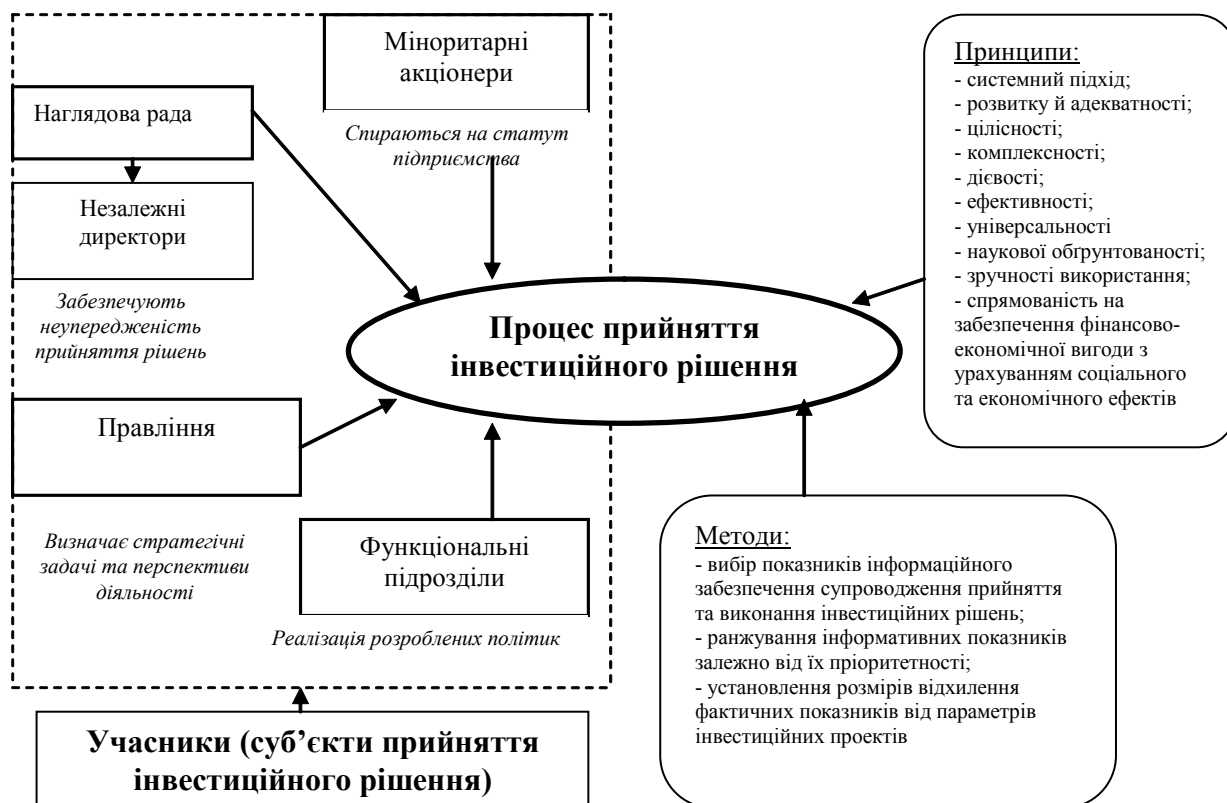 Міноритарні
акціонери
Спираються на статут
підприємства
Наглядова рада
Незалежні
директори
Забезпечують
неупередженість
прийняття рішень
Правління
Визначає стратегічні
задачі та перспективи
діяльності
Функціональні
підрозділи
Реалізація розроблених політик
Учасники (суб’єкти прийняття
інвестиційного рішення)
Процес прийняття
інвестиційного рішення
Принципи:
- системний підхід;
- розвитку й адекватності;
- цілісності;
- комплексності;
- дієвості;
- ефективності;
- універсальності
- наукової обґрунтованості;
- зручності використання;
- спрямованість на
забезпечення фінансово-
економічної вигоди з
урахуванням соціального
та економічного ефектів
Методи:
- вибір показників інформаційного
забезпечення супроводження прийняття
та виконання інвестиційних рішень;
- ранжування інформативних показників
залежно від їх пріоритетності;
- установлення розмірів відхилення
фактичних показників від параметрів
інвестиційних проектів